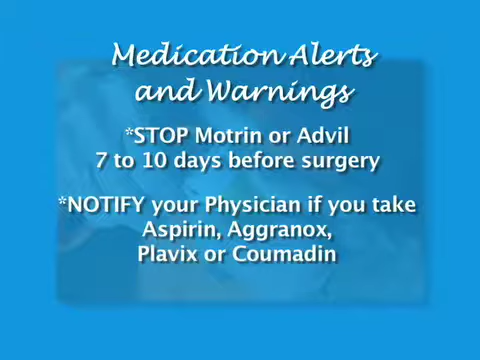 Medication Alerts
and Warnings
*STOP Motrin or Advil
7 to 10 days before surgery
*NOTIFY your Physician if you take
Aspirin, Aggranox,
Plavix or Coumadin